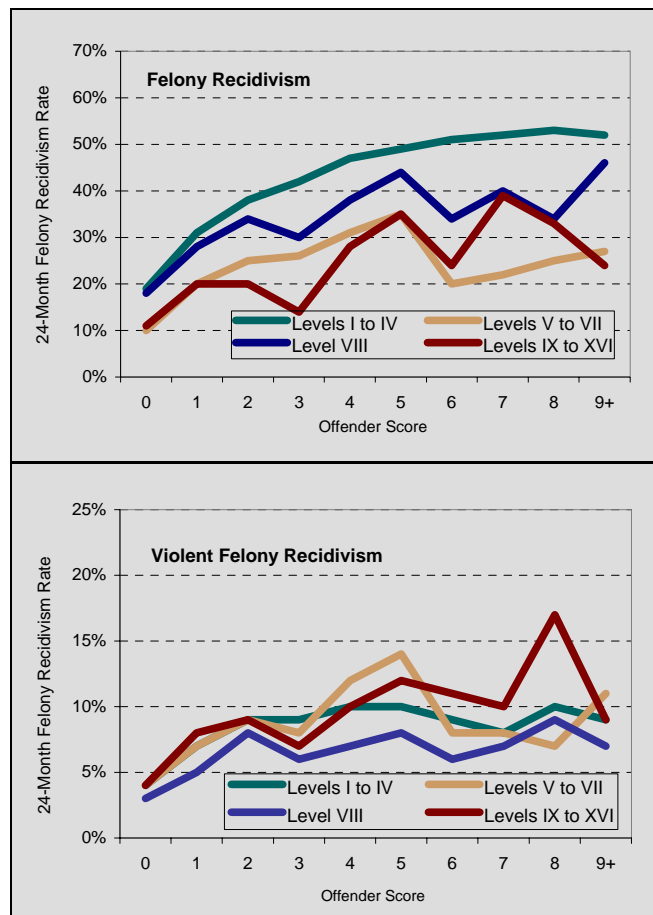 Felony Recidivism
24-Month Felony Recidivism Rate
70%
60%
50%
40%
30%
20%
10%
0%
Levels I to IV
Levels V to VII
Level VIII
Levels IX to XVI
0 1 2 3 4 5 6 7 8 9+
Offender Score
Violent Felony Recidivism
24-Month Felony Recidivism Rate
25%
20%
15%
10%
5%
0%
Levels I to IV
Levels V to VII
Level VIII
Levels IX to XVI
0 1 2 3 4 5 6 7 8 9+
Offender Score